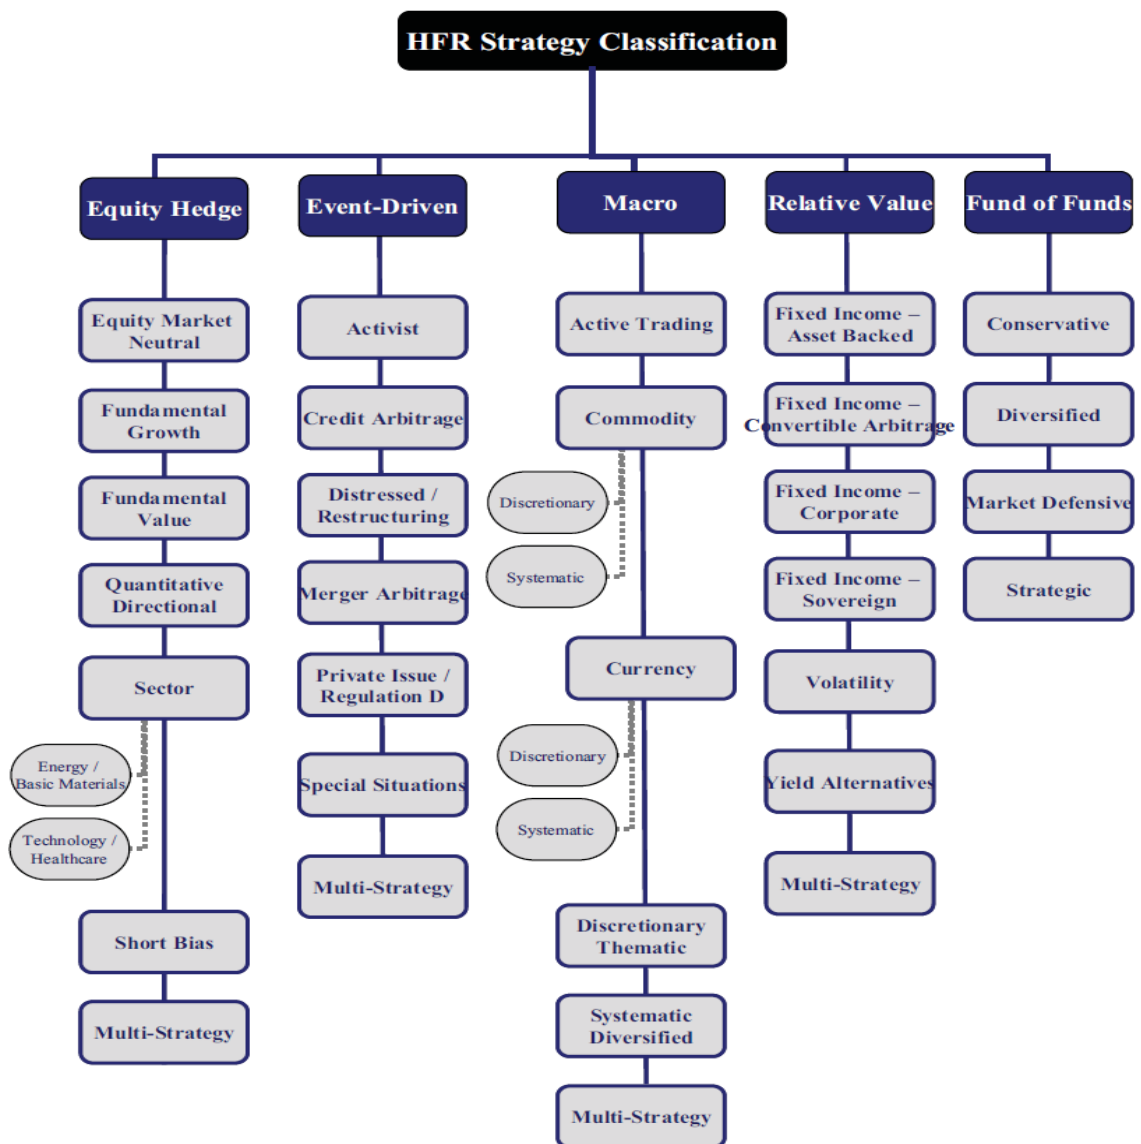 HFR Strategy Classification
Equity Hedge
Event-Driven
Macro
Relative Value
Fund of Funds
Equity Market
Neutral
Fundamental
Growth
Fundamental
Value
Quantitative
Directional
Sector
Energy /
Basic Materials
Technology /
Healthcare
Short Bias
Multi-Strategy
Activist
Credit Arbitrage
Distressed /
Restructuring
Merger Arbitrage
Private Issue /
Regulation D
Special Situations
Multi-Strategy
Active Trading
Commodity
Discretionary
Systematic
Currency
Discretionary
Systematic
Discretionary
Thematic
Systematic
Diversified
Multi-Strategy
Fixed Income –
Asset Backed
Fixed Income –
Convertible Arbitrage
Fixed Income –
Corporate
Fixed Income –
Sovereign
Volatility
Yield Alternatives
Multi-Strategy
Conservative
Diversified
Market Defensive
Strategic